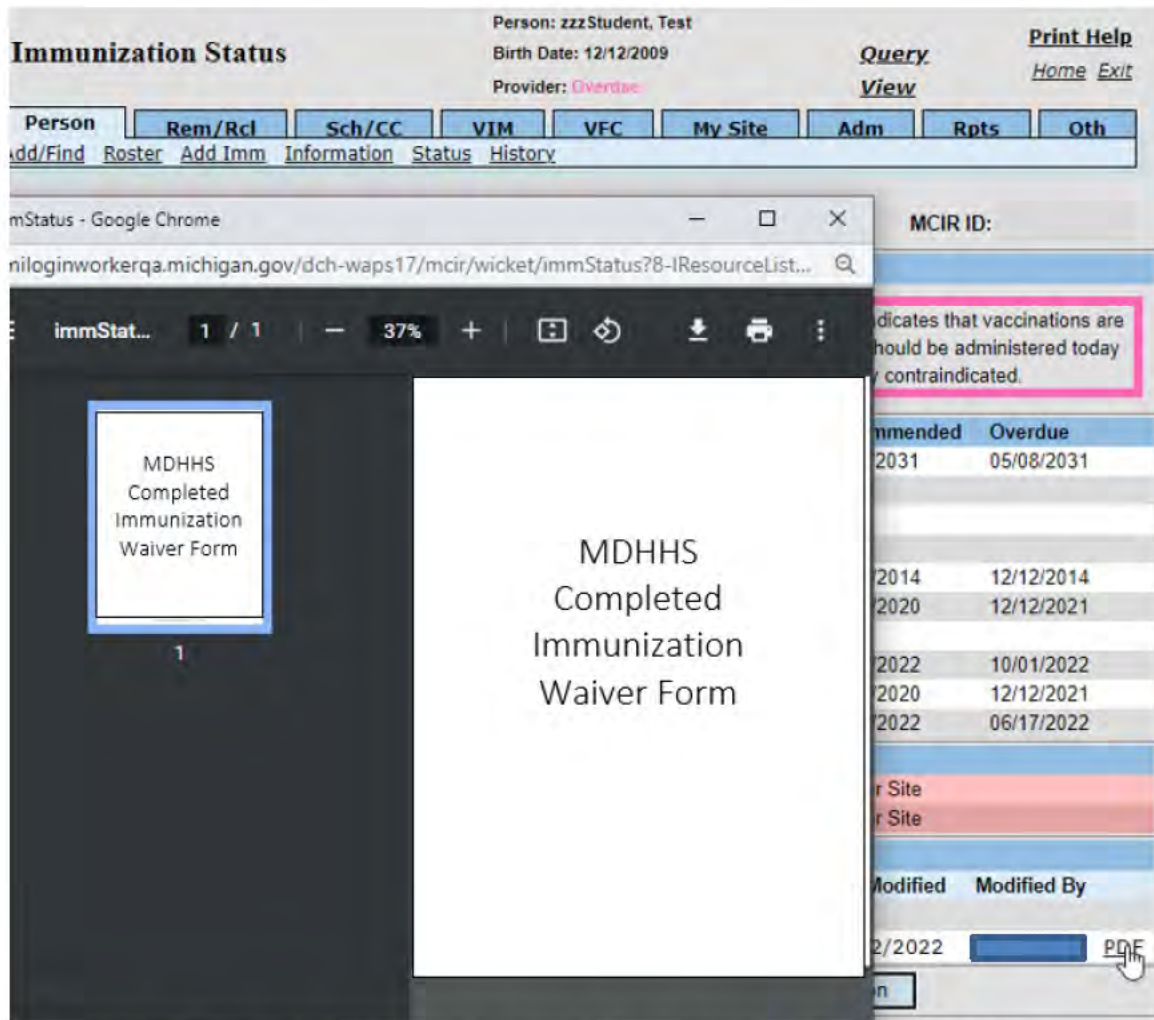 Immunization Status
Person: zzzStudent, Test
Birth Date: 12/12/2009
Provider: Overdue
Query
View
Print Help
Home Exit
Person Rem/Rcl Sch/CC VIM VFC My Site Adm Rpts Oth
Add/Find Roster Add Imm Information Status History
mStatus - Google Chrome
MCIR ID:
miloginworkerqa.michigan.gov/dch-waps17/mcir/wicket/immStatus?8-IResourceList...
immStat... 1 / 1 − 37% +
dicates that vaccinations are
hould be administered today
contraindicated.
MDHHS
Completed
Immunization
Waiver Form
1
MDHHS
Completed
Immunization
Waiver Form
mmended Overdue
/2031 05/08/2031
/2014 12/12/2014
/2020 12/12/2021
/2022 10/01/2022
/2020 12/12/2021
/2022 06/17/2022
r Site
r Site
Modified Modified By
2/2022 PDF
n